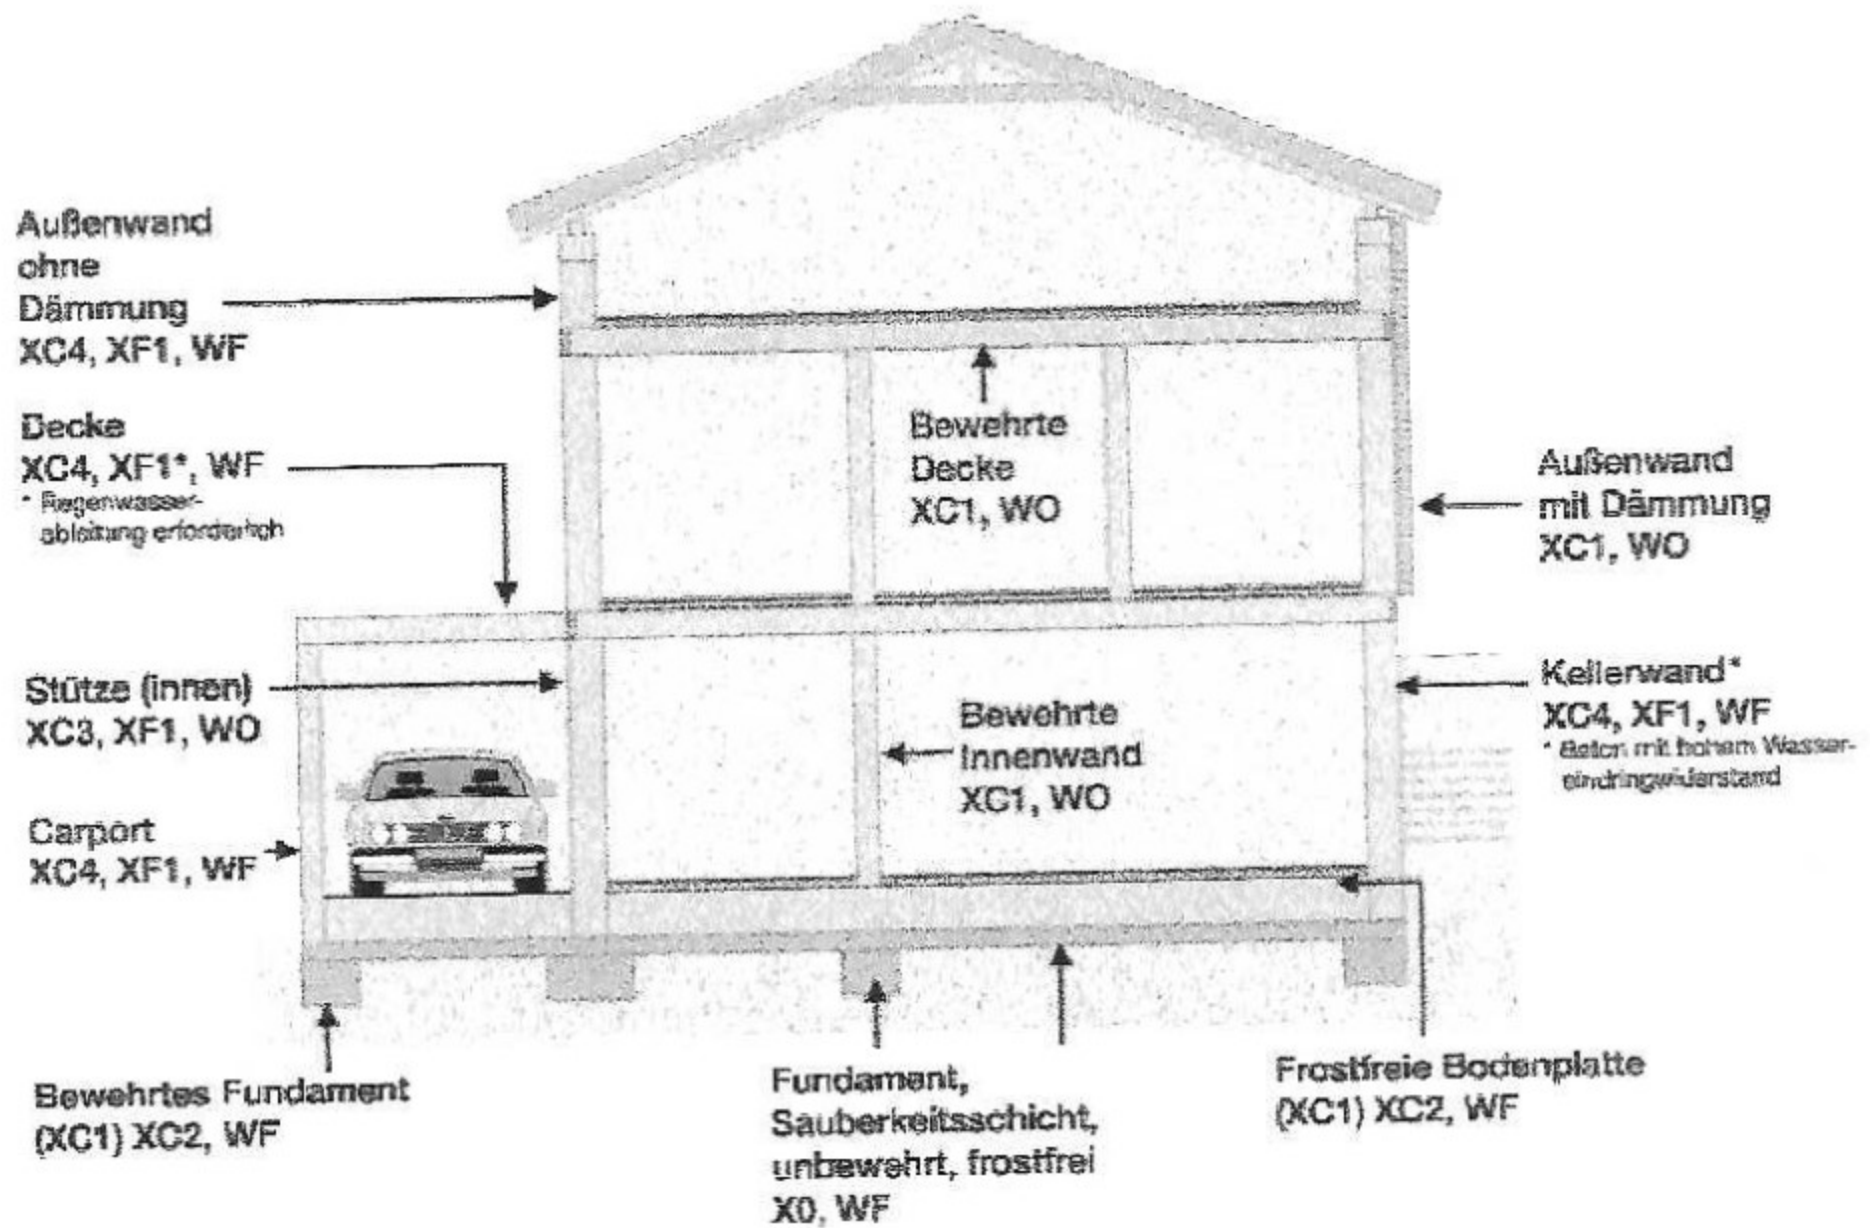 Außenwand
ohne
Dämmung
XC4, XF1, WF
Decke
XC4, XF1*, WF
* Regenwasser-
ableitung erforderlich
Stütze (innen)
XC3, XF1, WO
Carport
XC4, XF1, WF
Bewehrtes Fundament
(XC1) XC2, WF
Bewehrte
Decke
XC1, WO
Bewehrte
Innenwand
XC1, WO
Fundament,
Sauberkeitsschicht,
unbewehrt, frostfrei
X0, WF
Außenwand
mit Dämmung
XC1, WO
Kellerwand*
XC4, XF1, WF
* Beton mit hohem Wasser-
eindringwiderstand
Frostfreie Bodenplatte
(XC1) XC2, WF